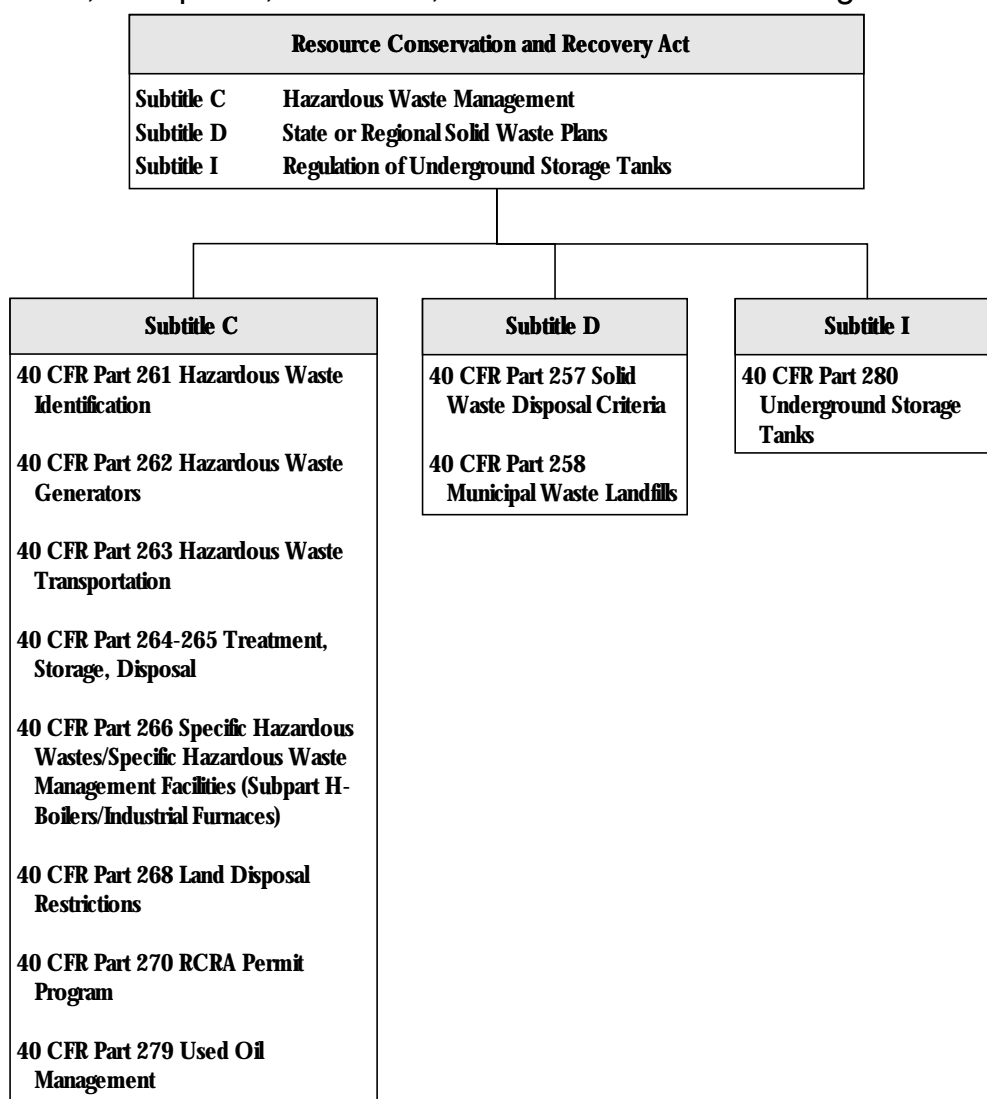 Resource Conservation and Recovery Act
Subtitle C Hazardous Waste Management
Subtitle D State or Regional Solid Waste Plans
Subtitle I Regulation of Underground Storage Tanks
Subtitle C
40 CFR Part 261 Hazardous Waste
Identification
40 CFR Part 262 Hazardous Waste
Generators
40 CFR Part 263 Hazardous Waste
Transportation
40 CFR Part 264-265 Treatment,
Storage, Disposal
40 CFR Part 266 Specific Hazardous
Wastes/Specific Hazardous Waste
Management Facilities (Subpart H-
Boilers/Industrial Furnaces)
40 CFR Part 268 Land Disposal
Restrictions
40 CFR Part 270 RCRA Permit
Program
40 CFR Part 279 Used Oil
Management
Subtitle D
40 CFR Part 257 Solid
Waste Disposal Criteria
40 CFR Part 258
Municipal Waste Landfills
Subtitle I
40 CFR Part 280
Underground Storage
Tanks